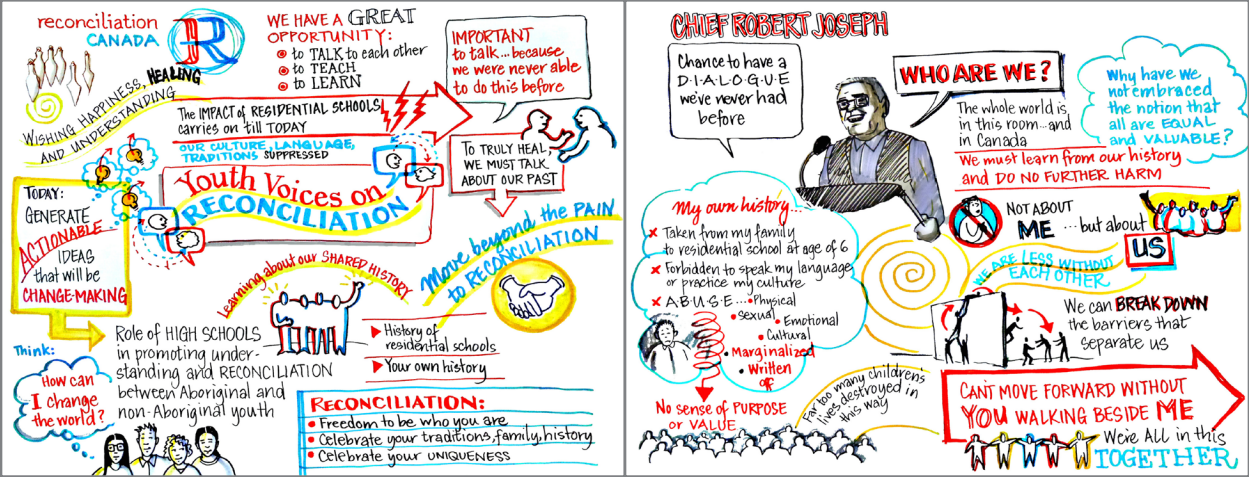 reconciliation
CANADA
R
WISHING HAPPINESS, HEALING
AND UNDERSTANDING
WE HAVE A GREAT
OPPORTUNITY:
to TALK to each other
to TEACH
to LEARN
IMPORTANT
to talk...because
we were never able
to do this before
The IMPACT of RESIDENTIAL SCHOOLS
carries on till TODAY
OUR CULTURE, LANGUAGE,
TRADITIONS SUPPRESSED
TO TRULY HEAL
WE MUST TALK
ABOUT OUR PAST
Youth Voices on
RECONCILIATION
TODAY:
GENERATE
ACTIONABLE
IDEAS
that will be
CHANGE-MAKING
Move beyond the PAIN
to RECONCILIATION
Learning about our SHARED HISTORY
History of
residential schools
Your own history
Role of HIGH SCHOOLS
in promoting under-
standing and RECONCILIATION
between Aboriginal and
non-Aboriginal youth
Think:
How can
I change
the world?
RECONCILIATION:
• Freedom to be who you are
• Celebrate your traditions, family, history
• Celebrate your UNIQUENESS
CHIEF ROBERT JOSEPH
Chance to have a
D-I-A-L-O-G-U-E
we've never had
before
WHO ARE WE?
The whole world is
in this room...and
in Canada
Why have we
not embraced
the notion that
all are EQUAL
and VALUABLE?
We must learn from our history
and DO NO FURTHER HARM
My own history...
x Taken from my family
to residential school at age of 6
x Forbidden to speak my language
or practice my culture
x A•B•U•S•E... • Physical
• sexual
• Emotional
• Cultural
• Marginalized
• Written
off
No sense of PURPOSE
or VALUE
Far too many children's
lives destroyed in
this way
NOT ABOUT
ME ...but about
US
WE ARE LESS WITHOUT
EACH OTHER
We can BREAK DOWN
the barriers that
separate us
CAN'T MOVE FORWARD WITHOUT
YOU WALKING BESIDE ME
We're ALL in this
TOGETHER